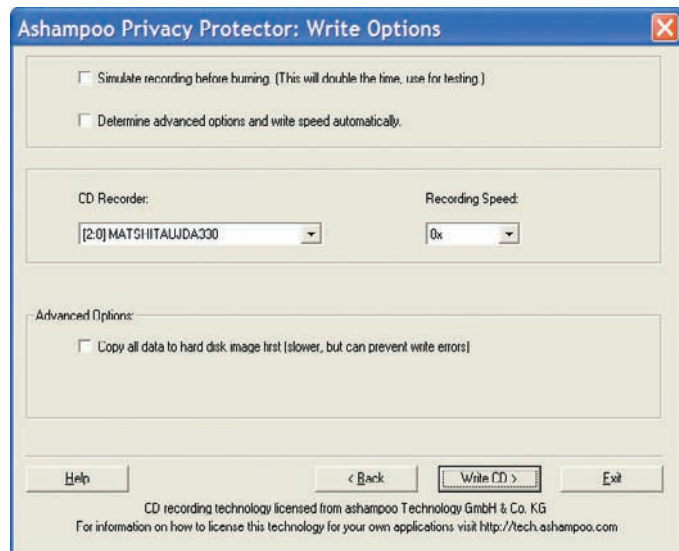 Ashampoo Privacy Protector: Write Options
Simulate recording before burning. (This will double the time, use for testing.)
Determine advanced options and write speed automatically.
CD Recorder: Recording Speed:
[2:0] MATSHITAUJDA330 0x
Advanced Options:
Copy all data to hard disk image first (slower, but can prevent write errors)
Help < Back Write CD > Exit
CD recording technology licensed from ashampoo Technology GmbH & Co. KG
For information on how to license this technology for your own applications visit http://tech.ashampoo.com